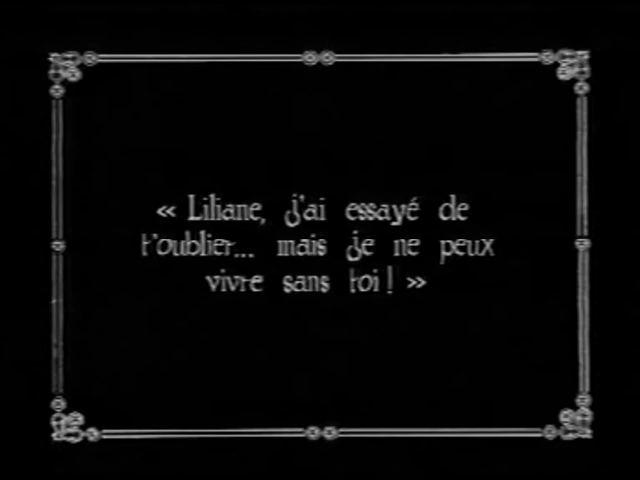 « Liliane, j'ai essayé de
t'oublier... mais je ne peux
vivre sans toi ! »